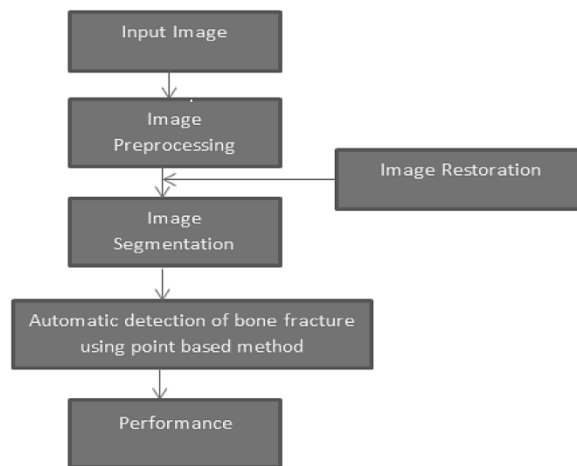 Input Image
Image
Preprocessing
Image Restoration
Image
Segmentation
Automatic detection of bone fracture
using point based method
Performance